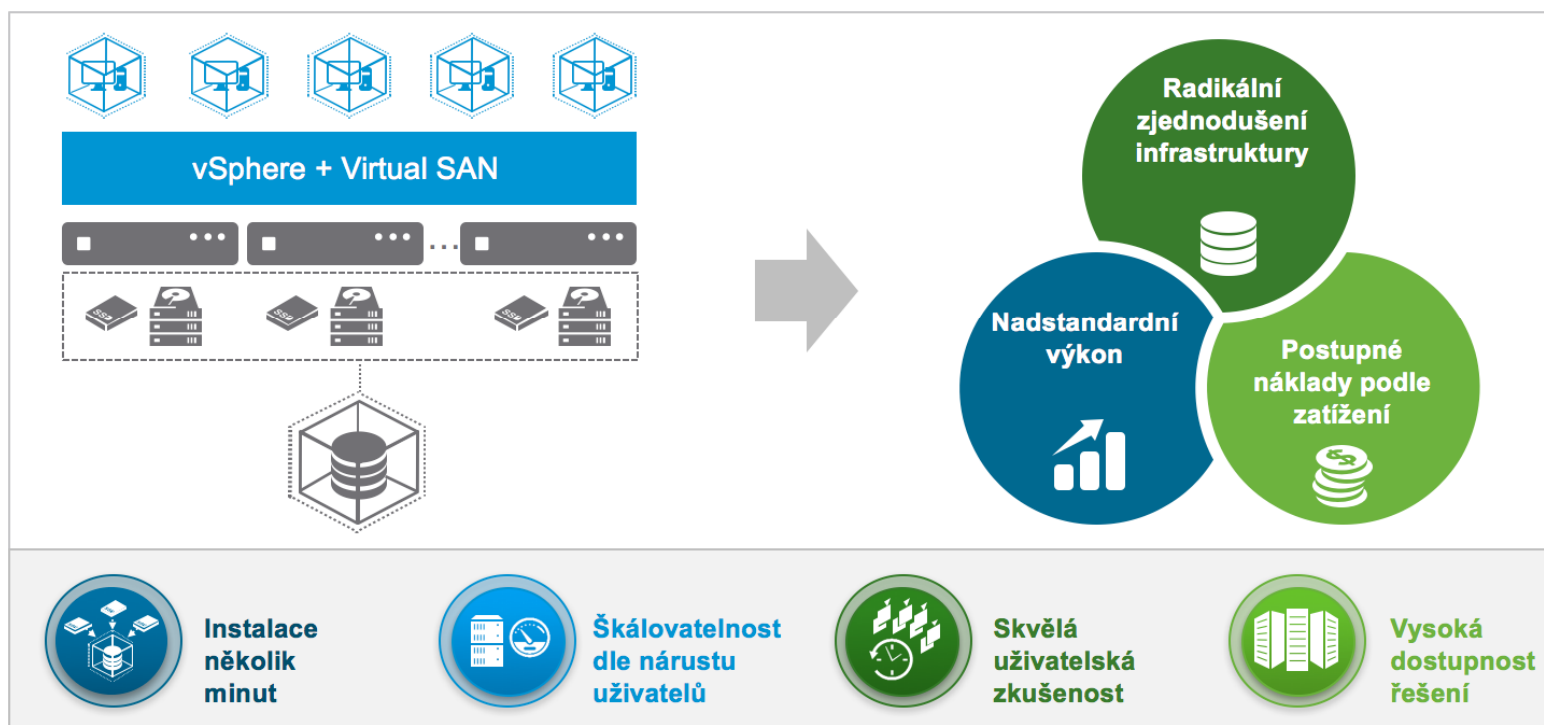 vSphere + Virtual SAN
...
SSD
SSD
SSD
Radikální
zjednodušení
infrastruktury
Nadstandardní
výkon
Postupné
náklady podle
zatížení
$
Instalace
několik
minut
Škálovatelnost
dle nárustu
uživatelů
Skvělá
uživatelská
zkušenost
Vysoká
dostupnost
řešení